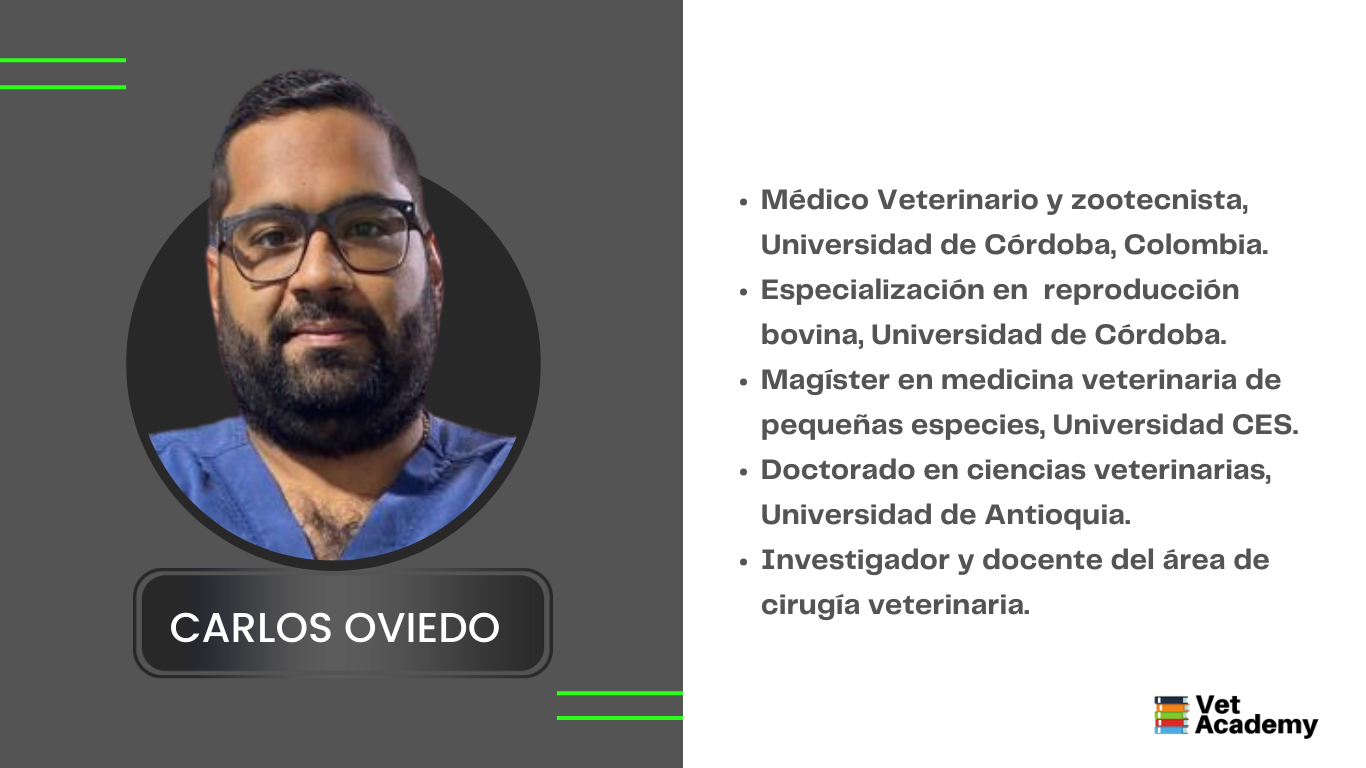 CARLOS OVIEDO
• Médico Veterinario y zootecnista,
Universidad de Córdoba, Colombia.
• Especialización en reproducción
bovina, Universidad de Córdoba.
• Magíster en medicina veterinaria de
pequeñas especies, Universidad CES.
• Doctorado en ciencias veterinarias,
Universidad de Antioquia.
• Investigador y docente del área de
cirugía veterinaria.
Vet
Academy